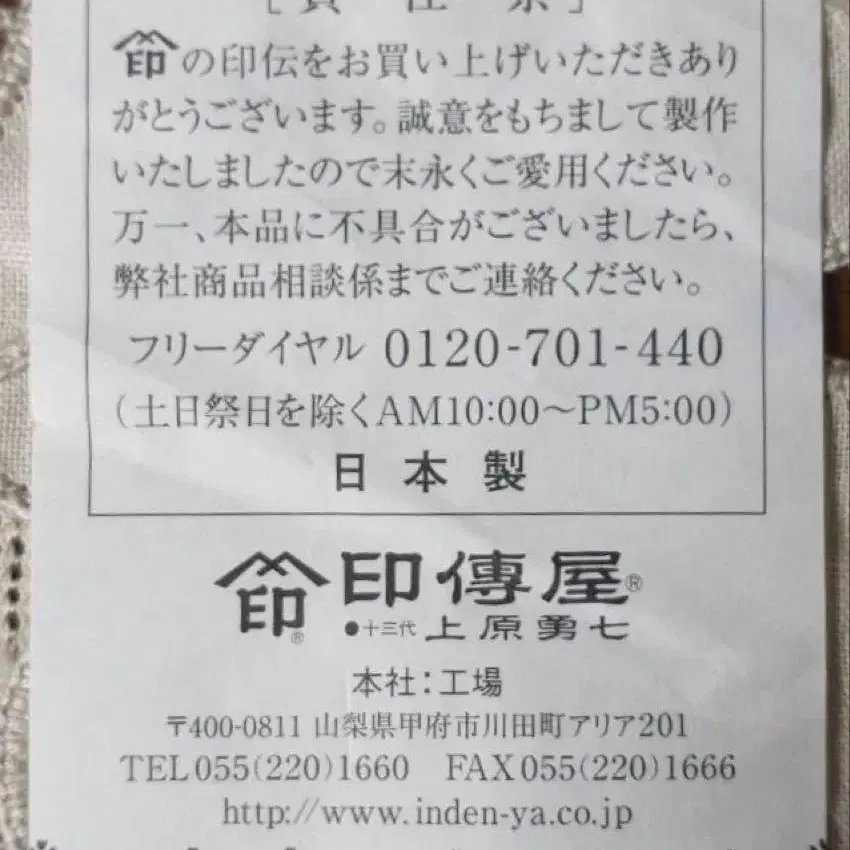 の印伝をお買い上げいただきあり
がとうございます。誠意をもちまして製作
いたしましたので末永くご愛用ください。
万一、本品に不具合がございましたら、
弊社商品相談係までご連絡ください。
フリーダイヤル 0120-701-440
(土日祭日を除くAM10:00~PM5:00)
日本製
印 印傳屋®
® ●十三代 上原勇七
本社:工場
〒400-0811 山梨県甲府市川田町アリア201
TEL055(220)1660 FAX055(220)1666
http://www.inden-ya.co.jp